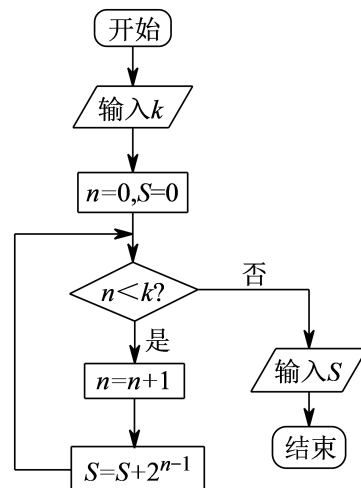 开始
输入k
n=0,S=0
n<k?
否
是
n=n+1
输入S
S=S+2^{n-1}
结束